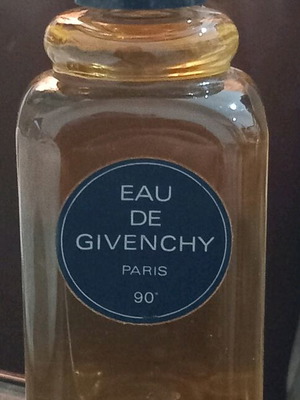 EAU
DE
GIVENCHY
PARIS
90°